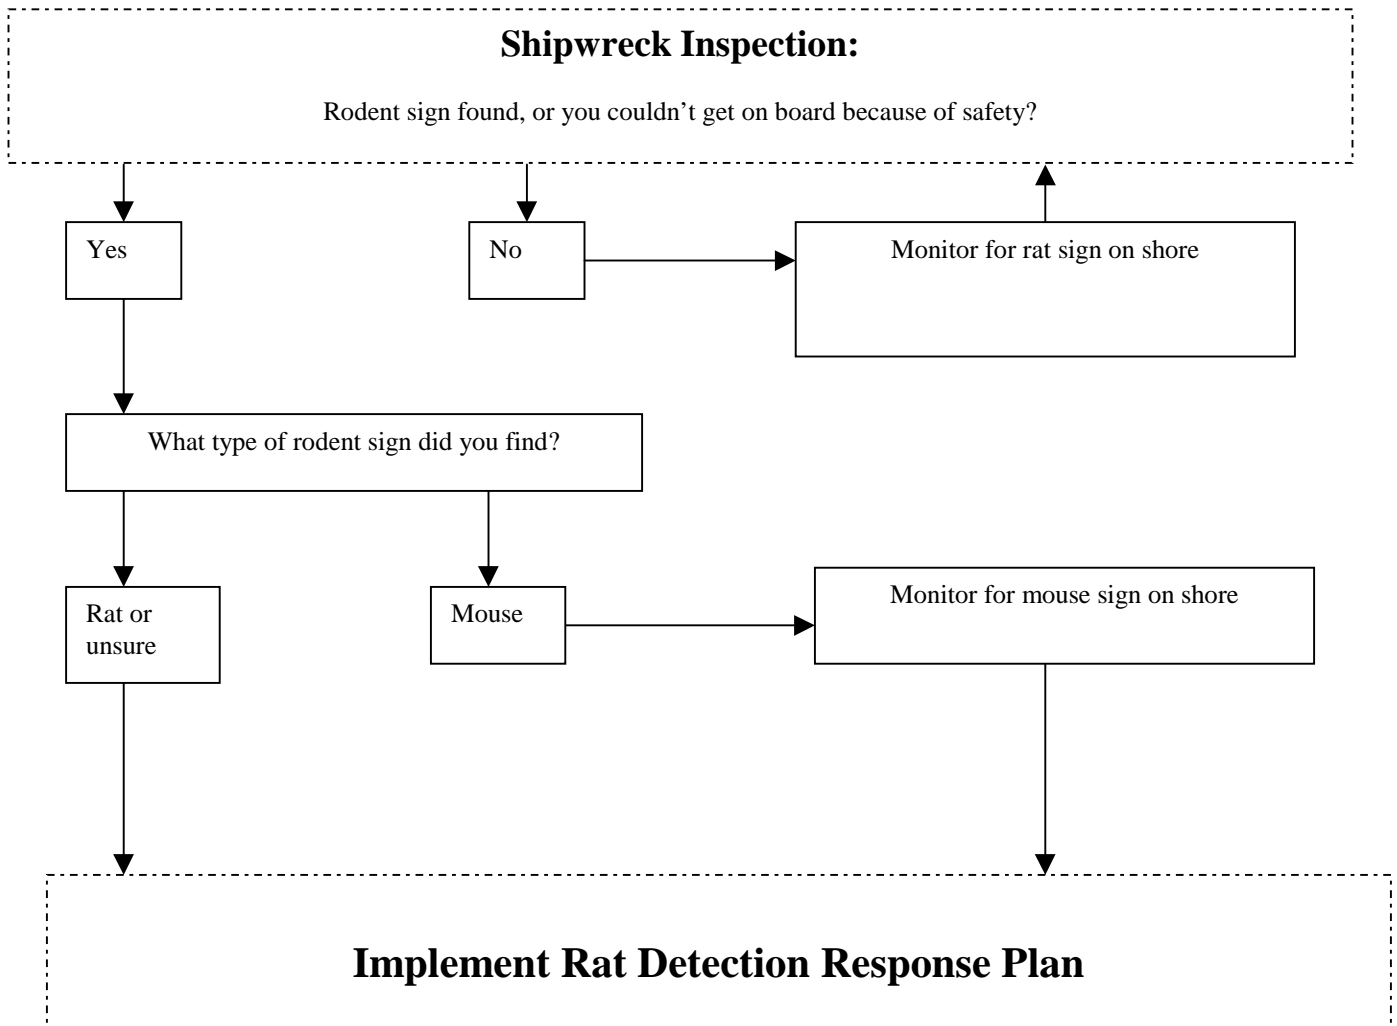 Shipwreck Inspection:
Rodent sign found, or you couldn’t get on board because of safety?
Yes
No
Monitor for rat sign on shore
What type of rodent sign did you find?
Rat or
unsure
Mouse
Monitor for mouse sign on shore
Implement Rat Detection Response Plan